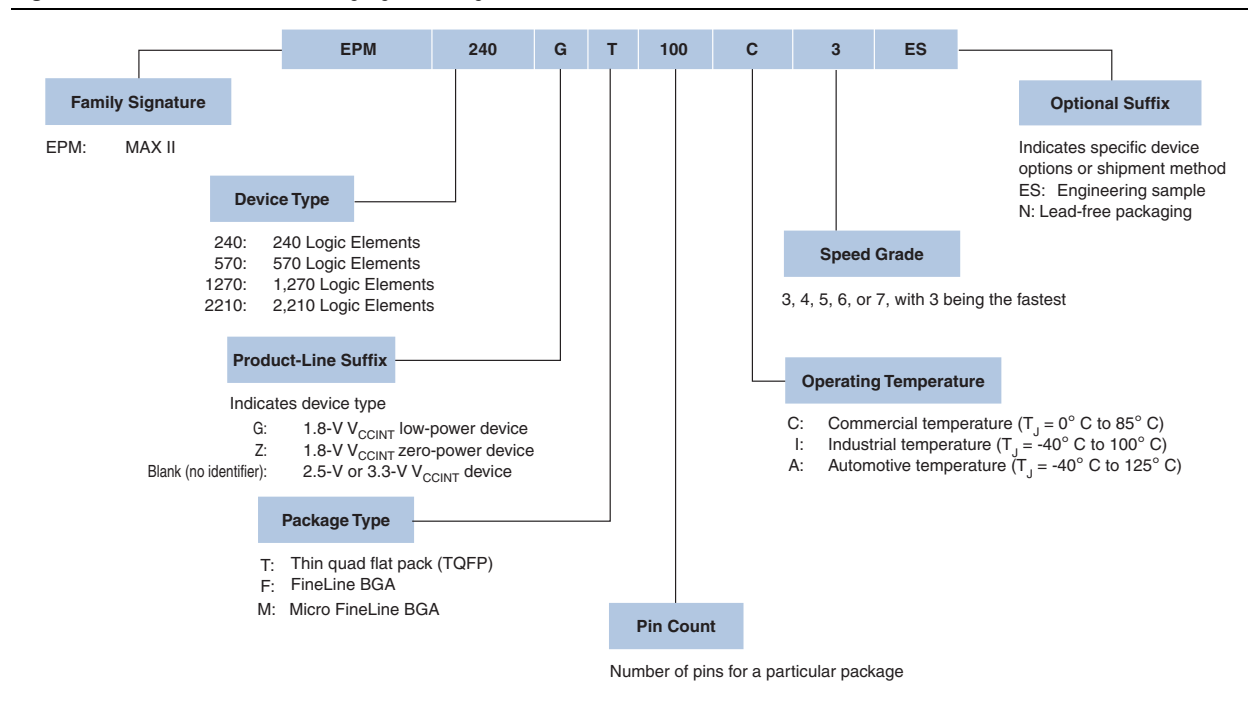 EPM 240 G T 100 C 3 ES
Family Signature
EPM: MAX II
Optional Suffix
Indicates specific device
options or shipment method
ES: Engineering sample
N: Lead-free packaging
Device Type
240: 240 Logic Elements
570: 570 Logic Elements
1270: 1,270 Logic Elements
2210: 2,210 Logic Elements
Speed Grade
3, 4, 5, 6, or 7, with 3 being the fastest
Product-Line Suffix
Indicates device type
G: 1.8-V VCCINT low-power device
Z: 1.8-V VCCINT zero-power device
Blank (no identifier): 2.5-V or 3.3-V VCCINT device
Operating Temperature
C: Commercial temperature (TJ = 0° C to 85° C)
I: Industrial temperature (TJ = -40° C to 100° C)
A: Automotive temperature (TJ = -40° C to 125° C)
Package Type
T: Thin quad flat pack (TQFP)
F: FineLine BGA
M: Micro FineLine BGA
Pin Count
Number of pins for a particular package